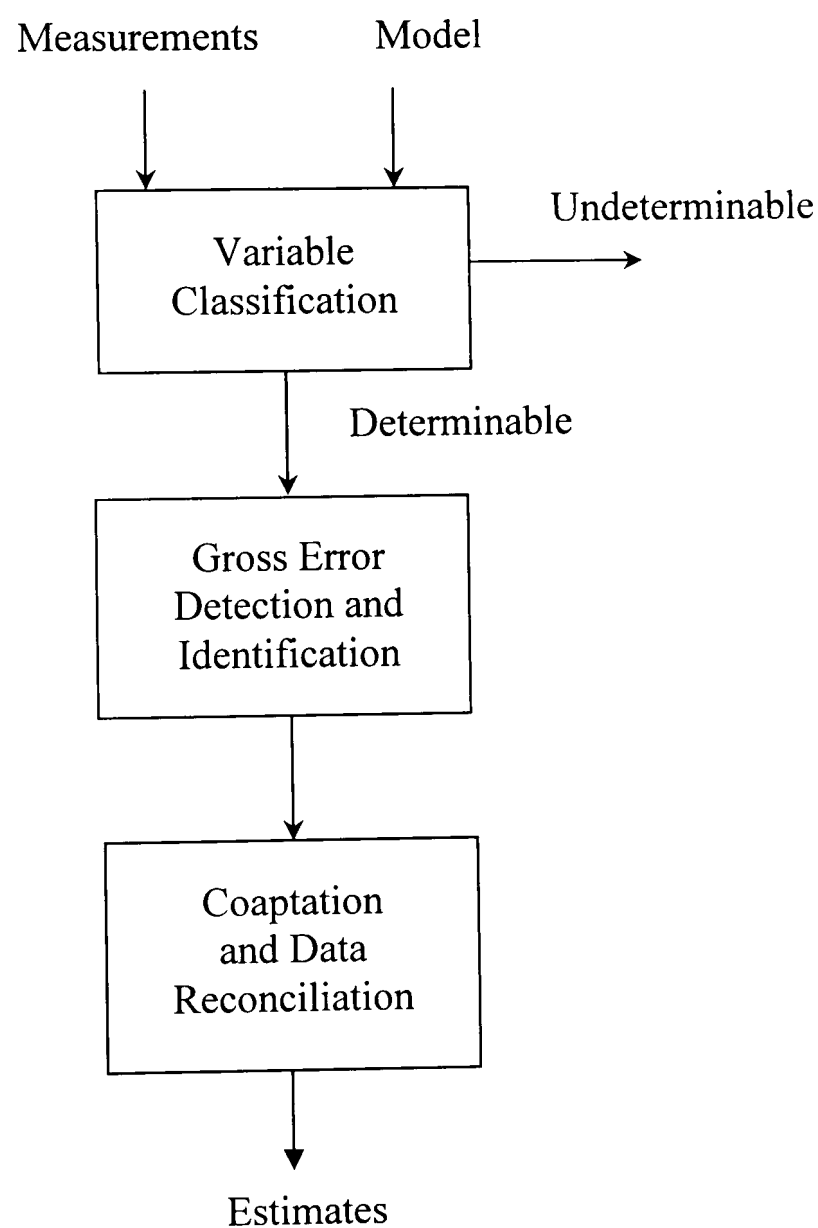 Measurements
Model
Variable
Classification
Undeterminable
Determinable
Gross Error
Detection and
Identification
Coaptation
and Data
Reconciliation
Estimates